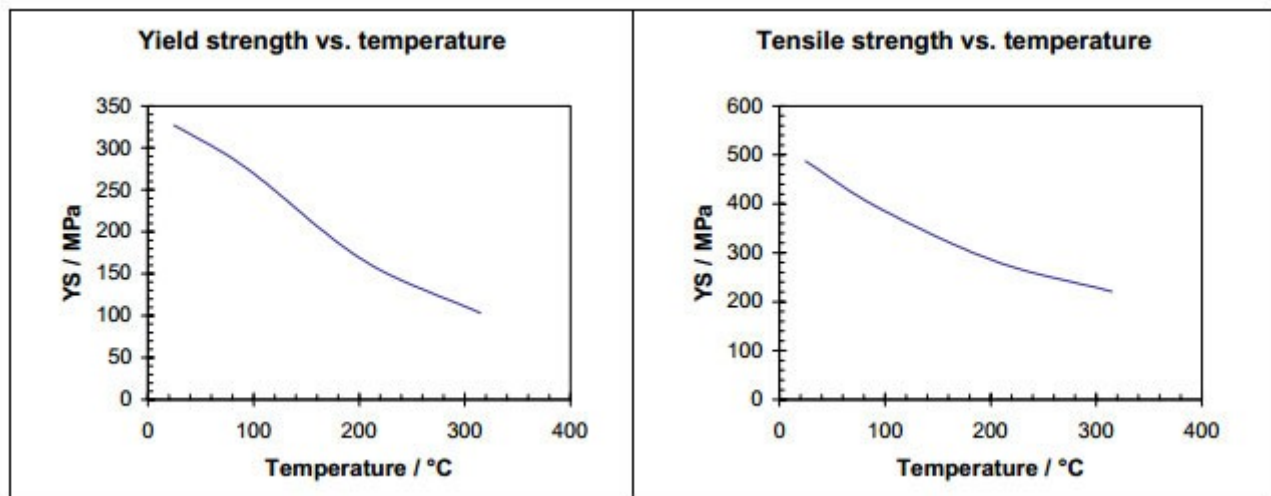 Yield strength vs. temperature
350
300
250
200
150
100
50
0
YS / MPa
0 100 200 300 400
Temperature / °C
Tensile strength vs. temperature
600
500
400
300
200
100
0
YS / MPa
0 100 200 300 400
Temperature / °C